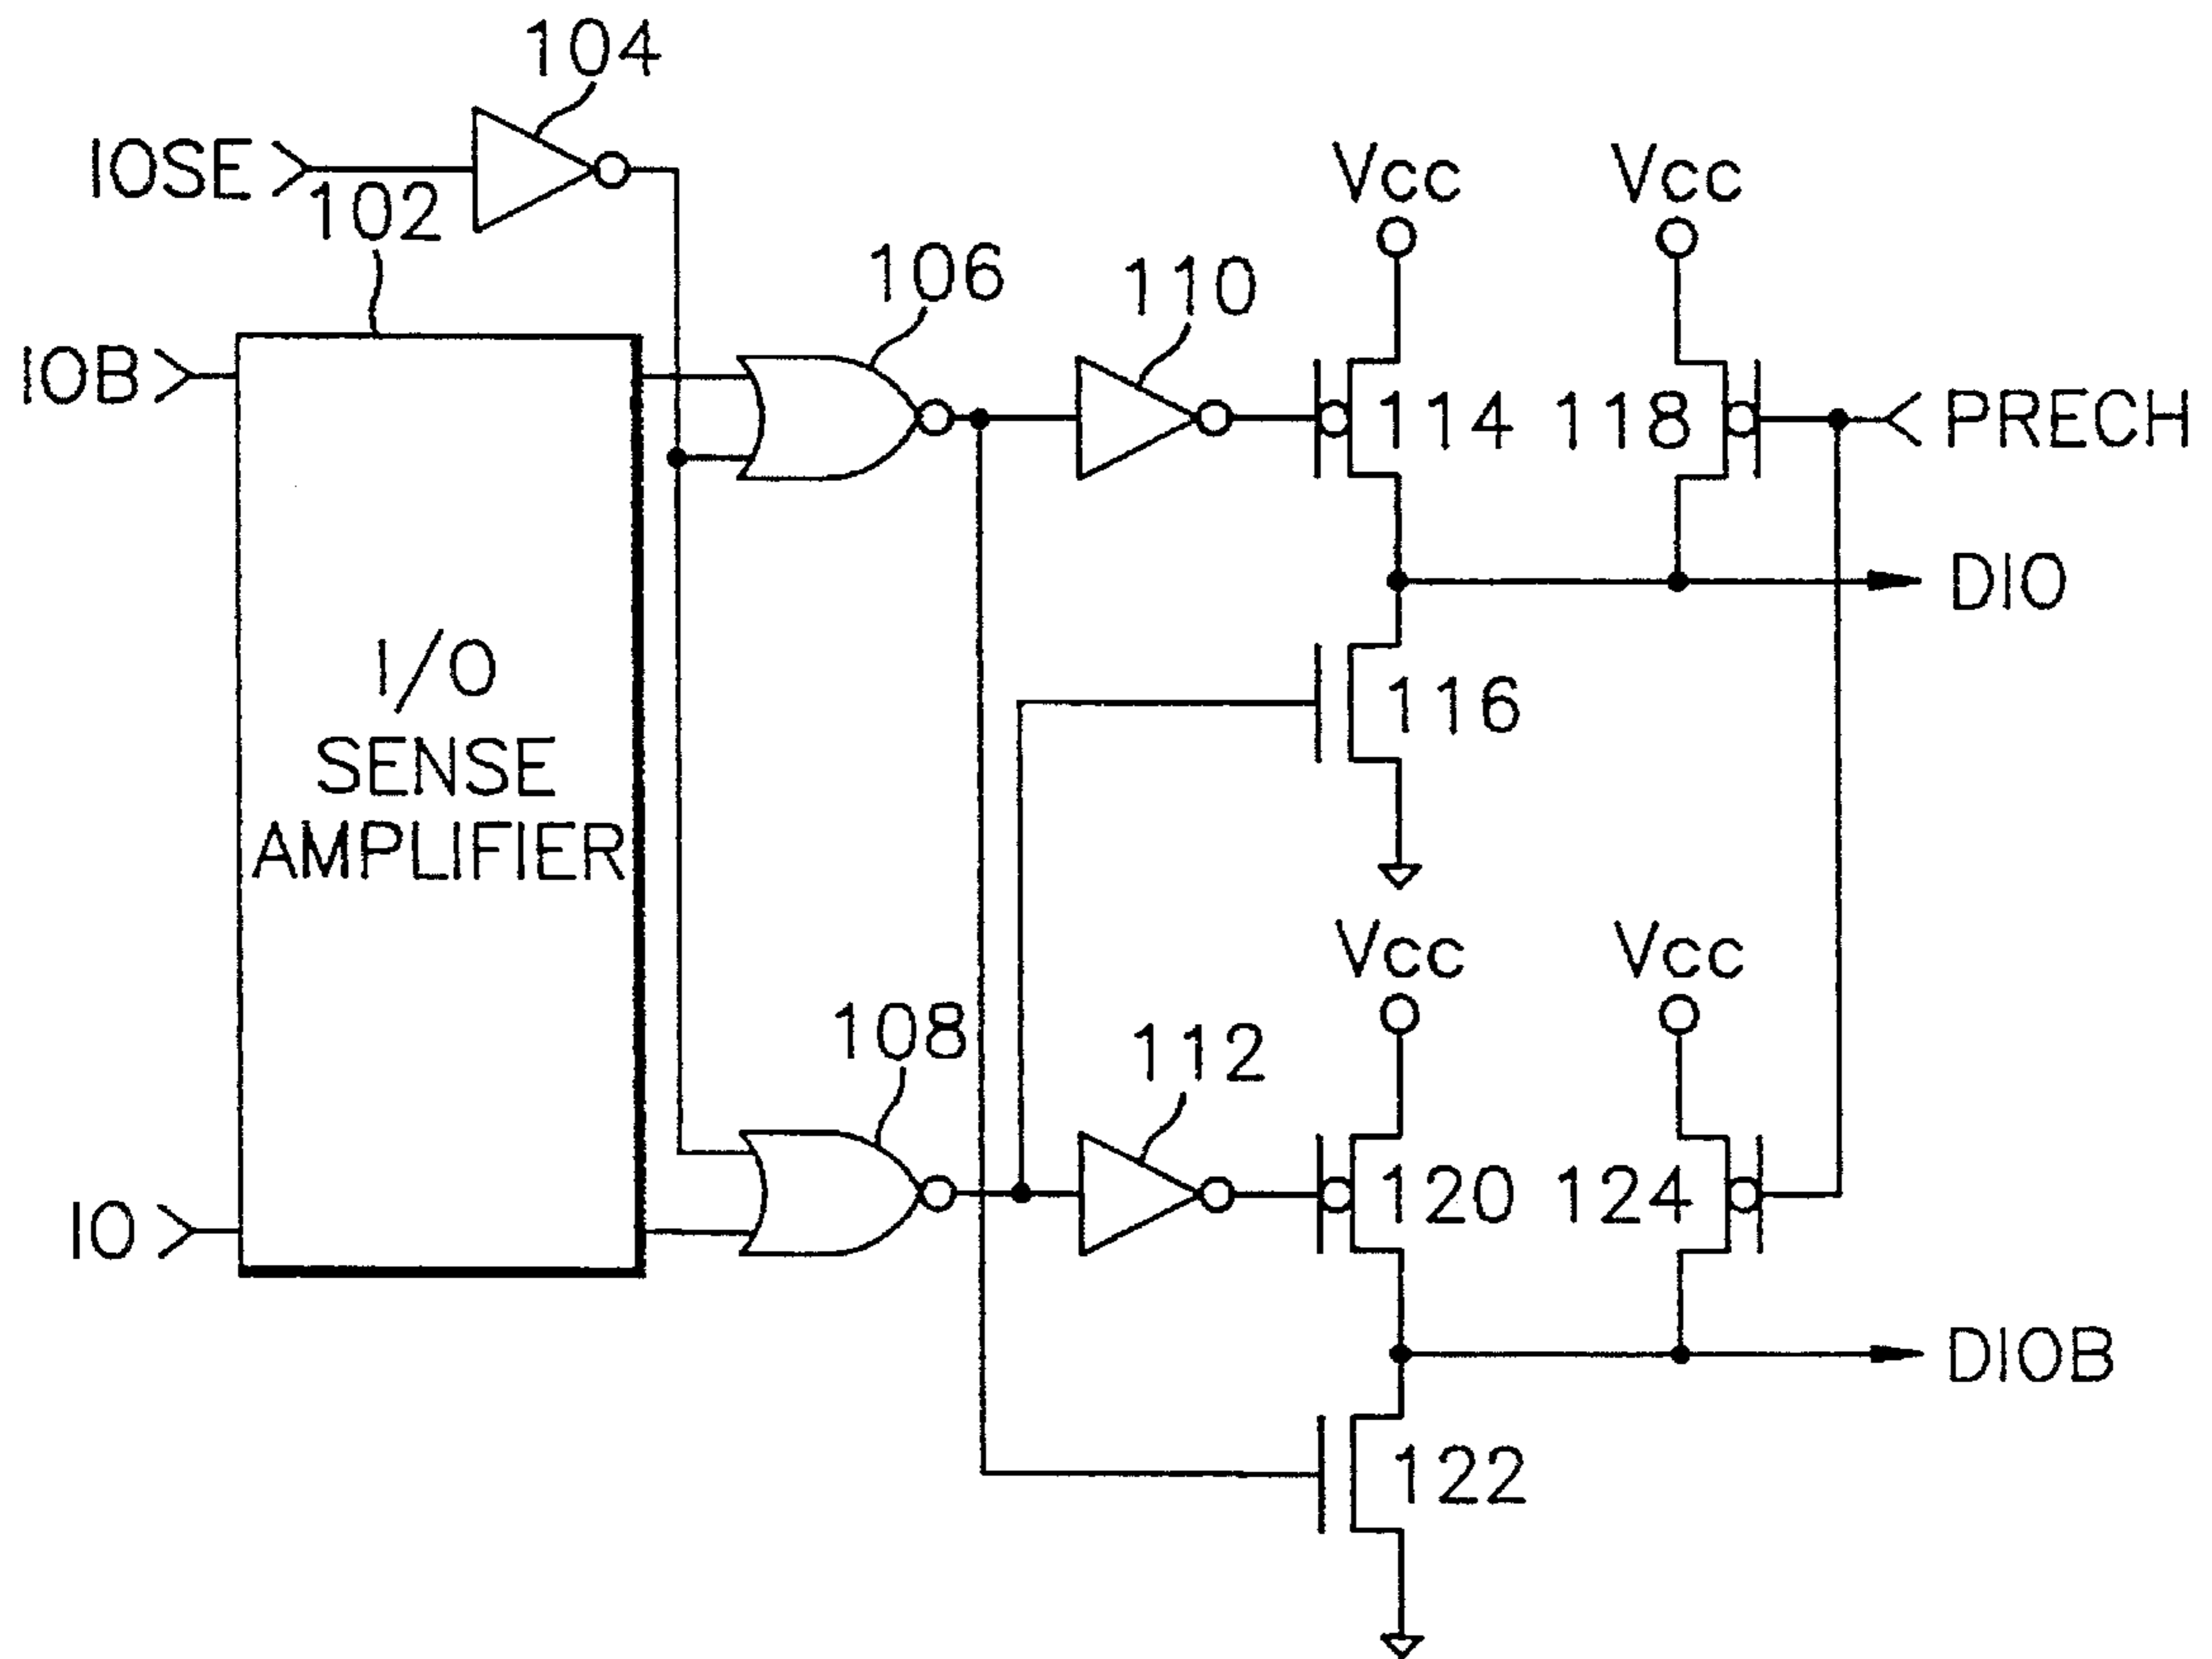 104
IOSE
102
Vcc
Vcc
106
110
IOB
114
118
PRECH
DIO
I/O
SENSE
AMPLIFIER
116
Vcc
Vcc
108
112
120
124
IO
DIOB
122